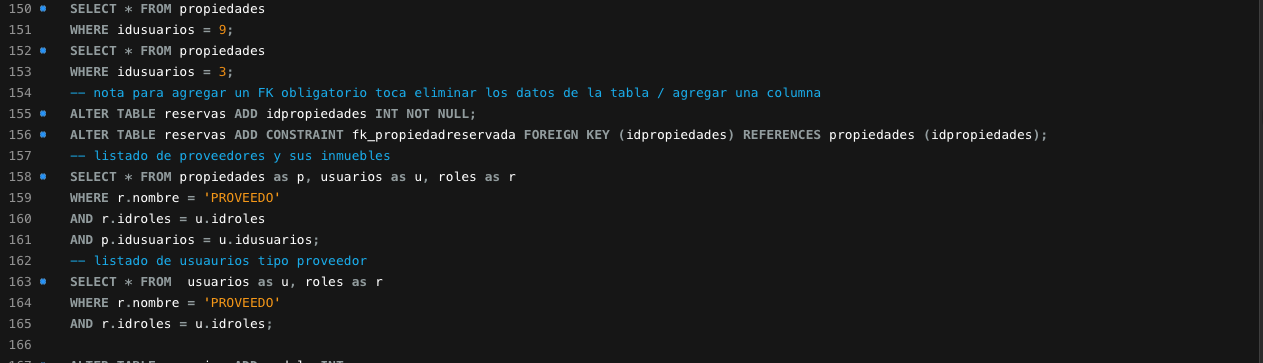 150 SELECT * FROM propiedades
151 WHERE idusuarios = 9;
152 SELECT * FROM propiedades
153 WHERE idusuarios = 3;
154 -- nota para agregar un FK obligatorio toca eliminar los datos de la tabla / agregar una columna
155 ALTER TABLE reservas ADD idpropiedades INT NOT NULL;
156 ALTER TABLE reservas ADD CONSTRAINT fk_propiedadreservada FOREIGN KEY (idpropiedades) REFERENCES propiedades (idpropiedades);
157 -- listado de proveedores y sus inmuebles
158 SELECT * FROM propiedades as p, usuarios as u, roles as r
159 WHERE r.nombre = 'PROVEEDO'
160 AND r.idroles = u.idroles
161 AND p.idusuarios = u.idusuarios;
162 -- listado de usuaurios tipo proveedor
163 SELECT * FROM  usuarios as u, roles as r
164 WHERE r.nombre = 'PROVEEDO'
165 AND r.idroles = u.idroles;
166